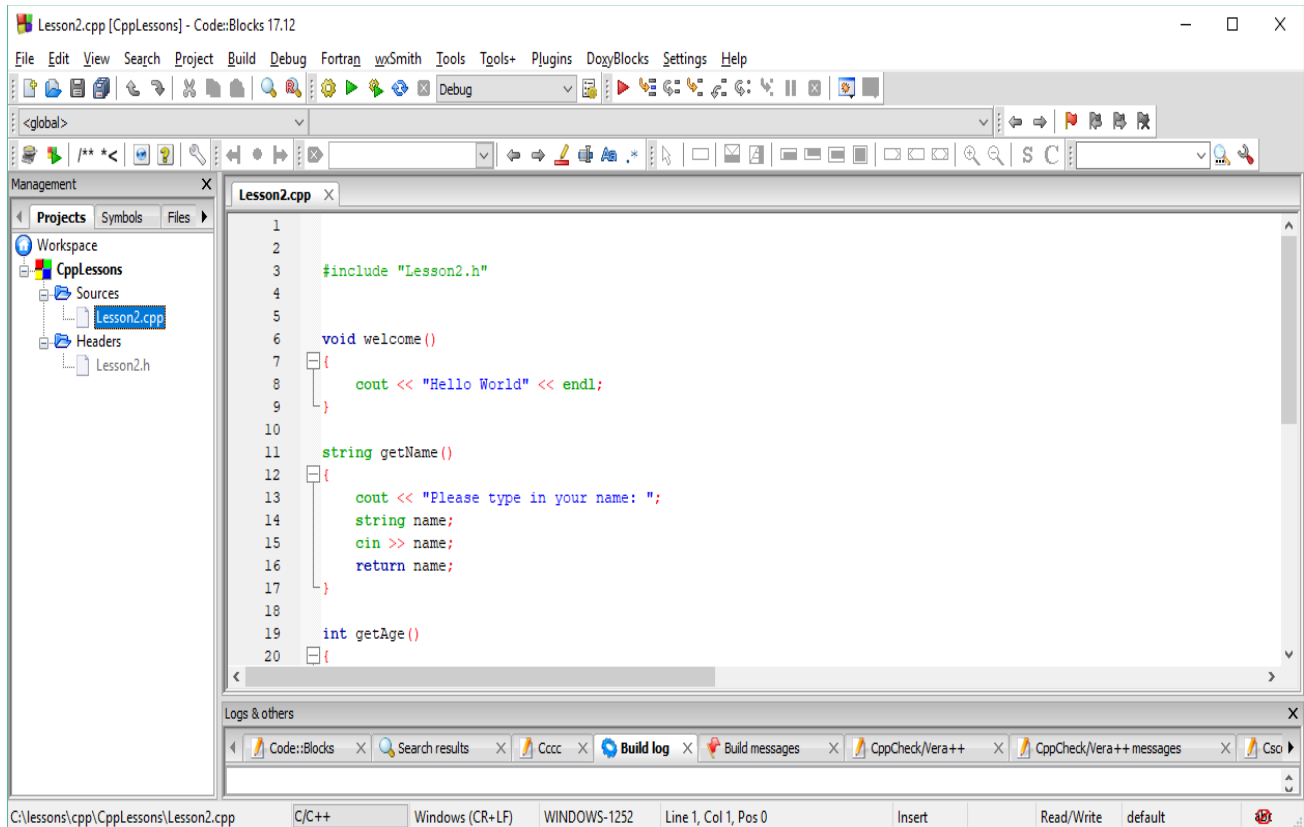 Lesson2.cpp [CppLessons] - Code::Blocks 17.12
File Edit View Search Project Build Debug Fortran wxSmith Tools Tools+ Plugins DoxyBlocks Settings Help
Debug
<global>
/** *<
S C
Management
Projects Symbols Files
Workspace
CppLessons
Sources
Lesson2.cpp
Headers
Lesson2.h
Lesson2.cpp
1
2
3 #include "Lesson2.h"
4
5
6 void welcome()
7 {
8 cout << "Hello World" << endl;
9 }
10
11 string getName()
12 {
13 cout << "Please type in your name: ";
14 string name;
15 cin >> name;
16 return name;
17 }
18
19 int getAge()
20 {
Logs & others
Code::Blocks Search results Cccc Build log Build messages CppCheck/Vera++ CppCheck/Vera++ messages Csco
C:\lessons\cpp\CppLessons\Lesson2.cpp C/C++ Windows (CR+LF) WINDOWS-1252 Line 1, Col 1, Pos 0 Insert Read/Write default